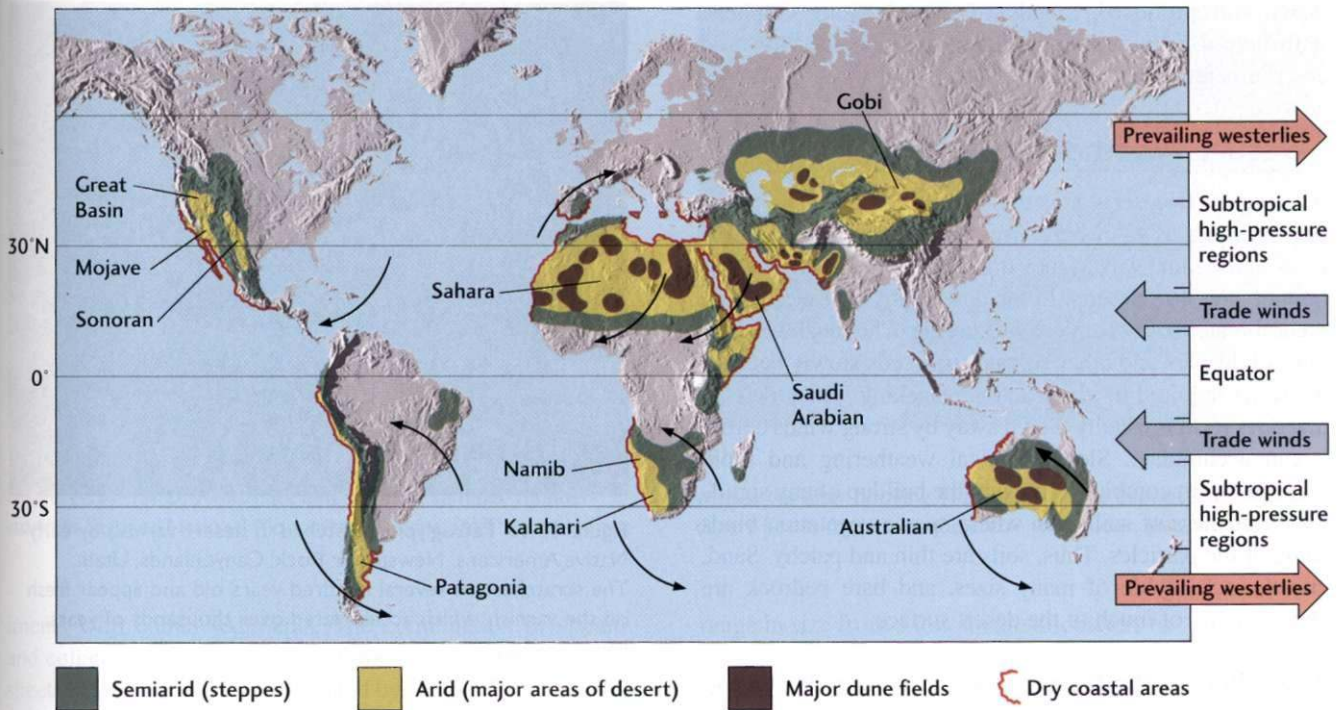 Gobi
Prevailing westerlies
Great
Basin
Subtropical
high-pressure
regions
30°N
Mojave
Sahara
Sonoran
Trade winds
0°
Equator
Saudi
Arabian
Trade winds
Namib
Subtropical
high-pressure
regions
30°S
Kalahari
Australian
Patagonia
Prevailing westerlies
Semiarid (steppes)
Arid (major areas of desert)
Major dune fields
Dry coastal areas